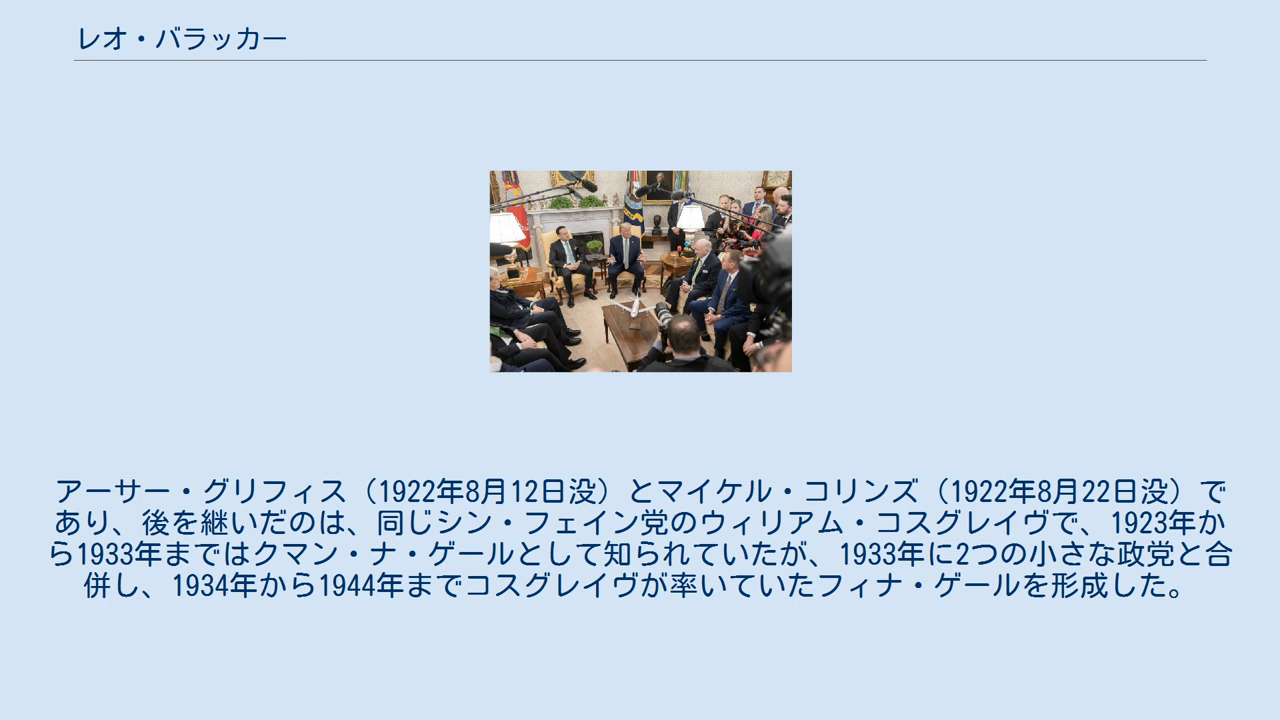 レオ・バラッカー
アーサー・グリフィス（1922年8月12日没）とマイケル・コリンズ（1922年8月22日没）で
あり、後を継いだのは、同じシン・フェイン党のウィリアム・コスグレイヴで、1923年か
ら1933年まではクマン・ナ・ゲールとして知られていたが、1933年に2つの小さな政党と合
併し、1934年から1944年までコスグレイヴが率いていたフィナ・ゲールを形成した。